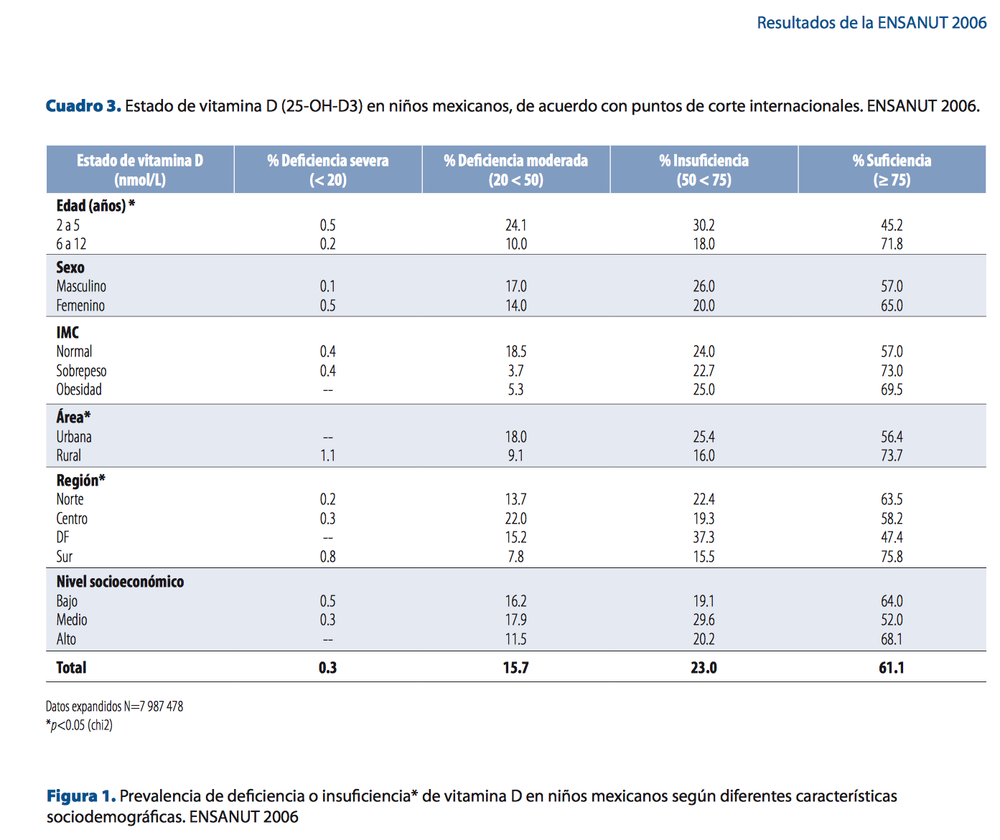 Resultados de la ENSANUT 2006
Cuadro 3. Estado de vitamina D (25-OH-D3) en niños mexicanos, de acuerdo con puntos de corte internacionales. ENSANUT 2006.
Estado de vitamina D (nmol/L) % Deficiencia severa (< 20) % Deficiencia moderada (20 < 50) % Insuficiencia (50 < 75) % Suficiencia (≥ 75)
Edad (años) *
2 a 5 0.5 24.1 30.2 45.2
6 a 12 0.2 10.0 18.0 71.8
Sexo
Masculino 0.1 17.0 26.0 57.0
Femenino 0.5 14.0 20.0 65.0
IMC
Normal 0.4 18.5 24.0 57.0
Sobrepeso 0.4 3.7 22.7 73.0
Obesidad -- 5.3 25.0 69.5
Área*
Urbana -- 18.0 25.4 56.4
Rural 1.1 9.1 16.0 73.7
Región*
Norte 0.2 13.7 22.4 63.5
Centro 0.3 22.0 19.3 58.2
DF -- 15.2 37.3 47.4
Sur 0.8 7.8 15.5 75.8
Nivel socioeconómico
Bajo 0.5 16.2 19.1 64.0
Medio 0.3 17.9 29.6 52.0
Alto -- 11.5 20.2 68.1
Total 0.3 15.7 23.0 61.1
Datos expandidos N=7 987 478
*p<0.05 (chi2)
Figura 1. Prevalencia de deficiencia o insuficiencia* de vitamina D en niños mexicanos según diferentes características
sociodemográficas. ENSANUT 2006